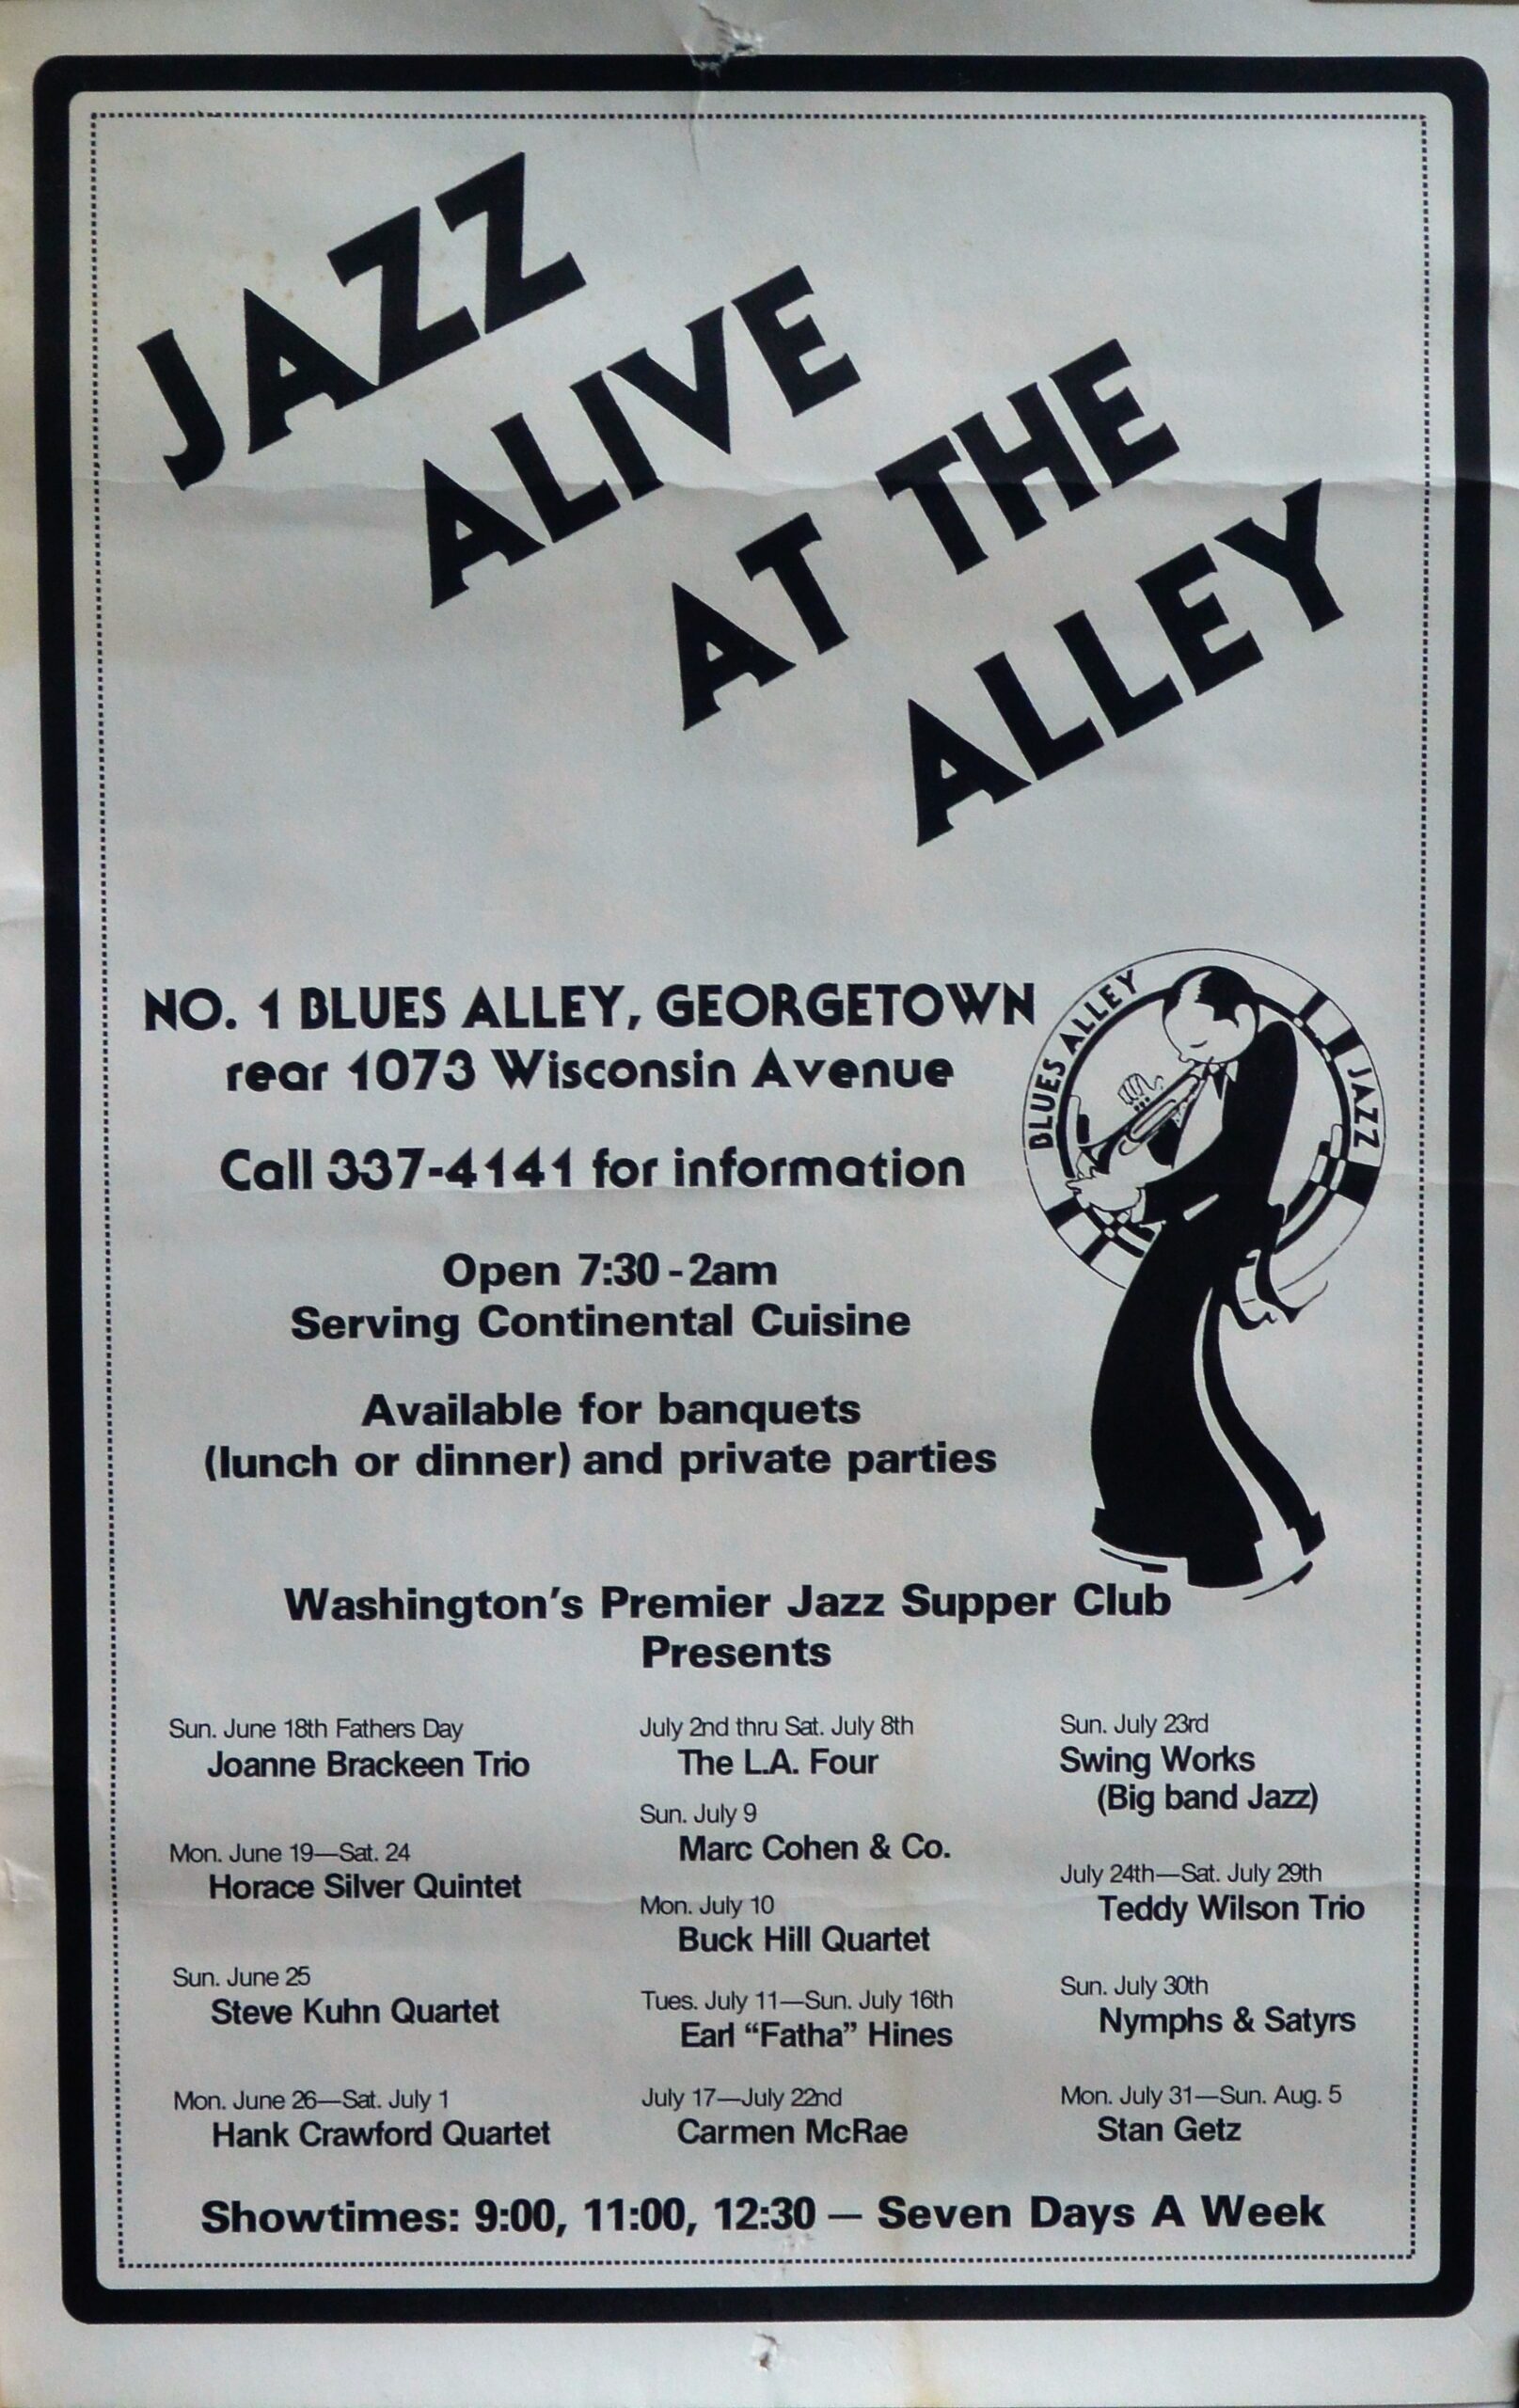 JAZZ
ALIVE
AT THE
ALLEY
NO. 1 BLUES ALLEY, GEORGETOWN
rear 1073 Wisconsin Avenue
Call 337-4141 for information
BLUES ALLEY JAZZ
Open 7:30-2am
Serving Continental Cuisine
Available for banquets
(lunch or dinner) and private parties
Washington's Premier Jazz Supper Club
Presents
Sun. June 18th Fathers Day
Joanne Brackeen Trio
Mon. June 19—Sat. 24
Horace Silver Quintet
Sun. June 25
Steve Kuhn Quartet
Mon. June 26—Sat. July 1
Hank Crawford Quartet
July 2nd thru Sat. July 8th
The L.A. Four
Sun. July 9
Marc Cohen & Co.
Mon. July 10
Buck Hill Quartet
Tues. July 11—Sun. July 16th
Earl “Fatha” Hines
July 17—July 22nd
Carmen McRae
Sun. July 23rd
Swing Works
(Big band Jazz)
July 24th—Sat. July 29th
Teddy Wilson Trio
Sun. July 30th
Nymphs & Satyrs
Mon. July 31—Sun. Aug. 5
Stan Getz
Showtimes: 9:00, 11:00, 12:30 — Seven Days A Week